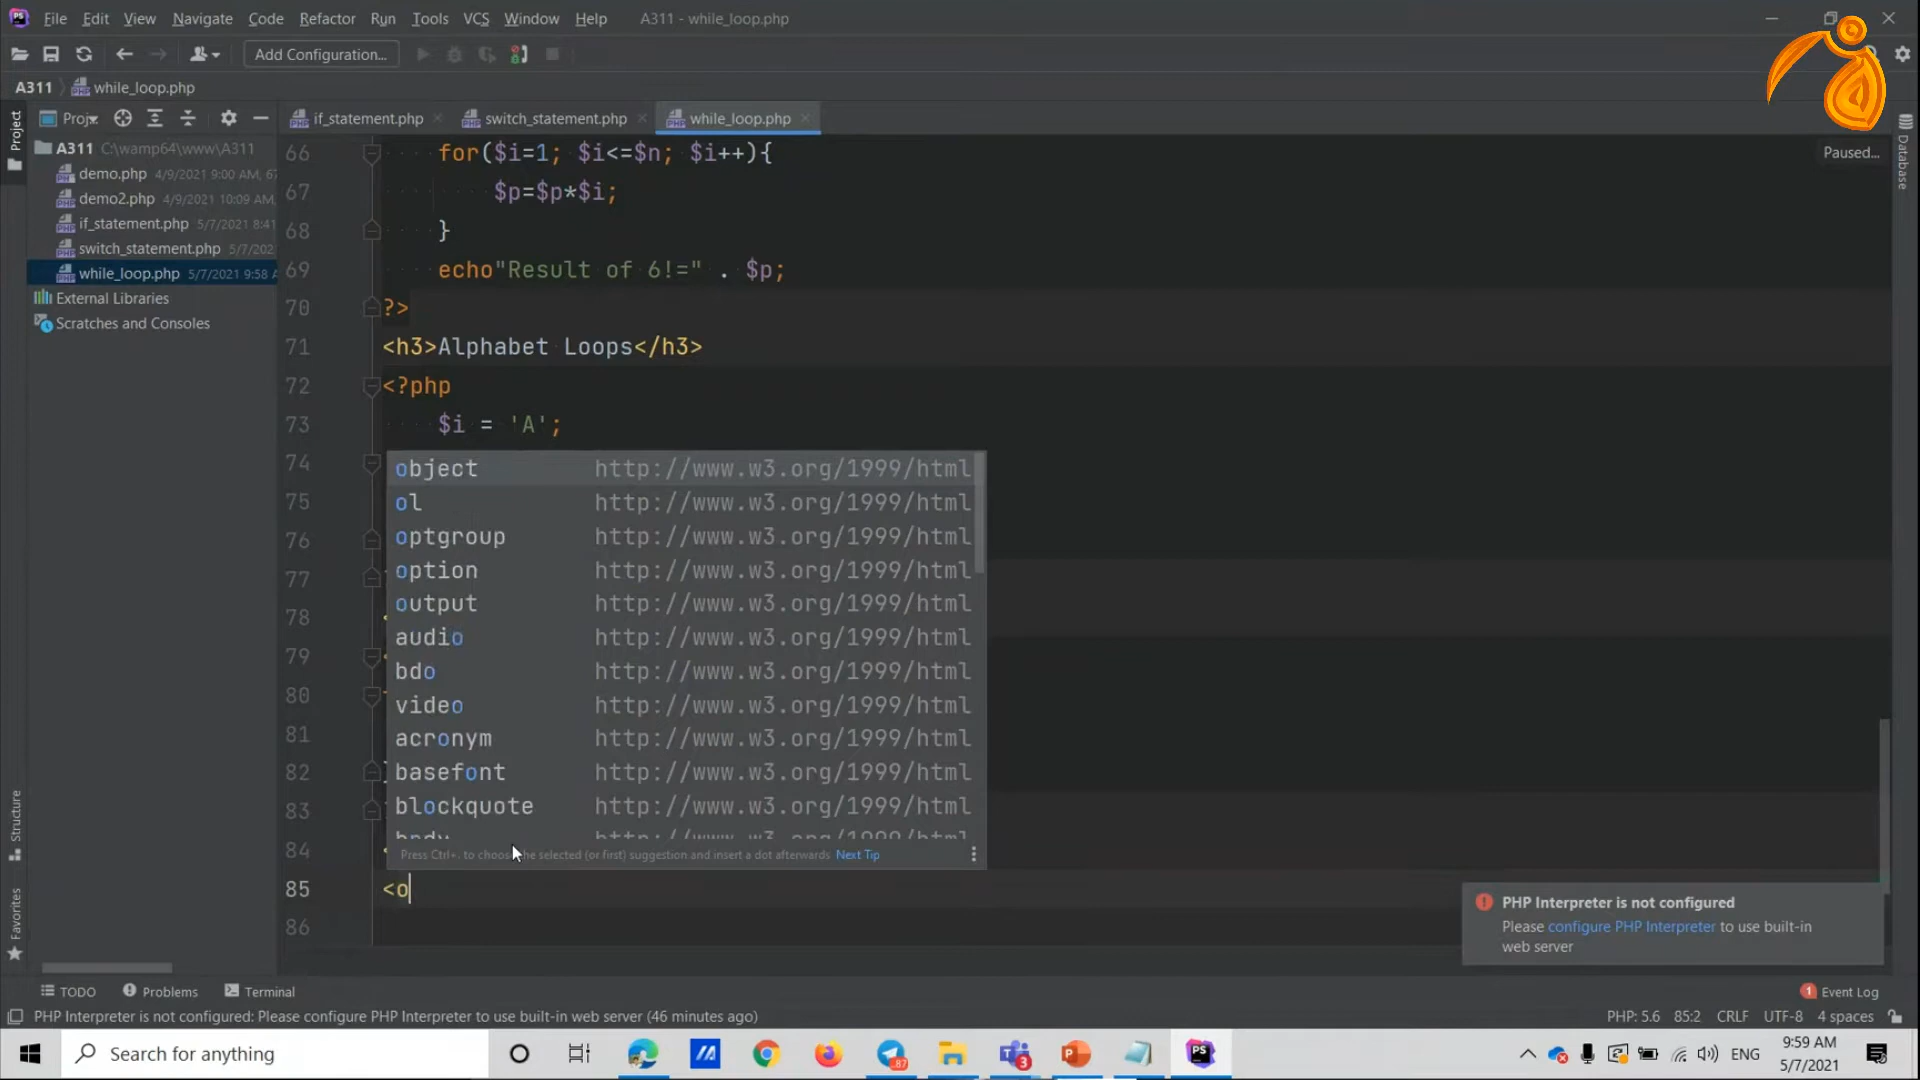 File Edit View Navigate Code Refactor Run Tools VCS Window Help A311 - while_loop.php
Add Configuration...
A311 while_loop.php
Project
Proj
if_statement.php
switch_statement.php
while_loop.php
A311 C:\wamp64\www\A311
demo.php 4/9/2021 9:00 AM, 67
demo2.php 4/9/2021 10:09 AM,
if_statement.php 5/7/2021 8:41
switch_statement.php 5/7/202
while_loop.php 5/7/2021 9:58 A
External Libraries
Scratches and Consoles
Paused...
Database
66 for($i=1; $i<=$n; $i++){
67 $p=$p*$i;
68 }
69 echo"Result of 6!=" . $p;
70 ?>
71 <h3>Alphabet Loops</h3>
72 <?php
73 $i = 'A';
74
75
76
77
78
79
80
81
82
83
84
85 <o
86
object http://www.w3.org/1999/html
ol http://www.w3.org/1999/html
optgroup http://www.w3.org/1999/html
option http://www.w3.org/1999/html
output http://www.w3.org/1999/html
audio http://www.w3.org/1999/html
bdo http://www.w3.org/1999/html
video http://www.w3.org/1999/html
acronym http://www.w3.org/1999/html
basefont http://www.w3.org/1999/html
blockquote http://www.w3.org/1999/html
body http://www.w3.org/1999/html
Press Ctrl+. to choose the selected (or first) suggestion and insert a dot afterwards Next Tip
Structure
Favorites
PHP Interpreter is not configured
Please configure PHP Interpreter to use built-in
web server
TODO Problems Terminal
1 Event Log
PHP Interpreter is not configured: Please configure PHP Interpreter to use built-in web server (46 minutes ago)
PHP: 5.6 85:2 CRLF UTF-8 4 spaces
Search for anything
87
3
PS
ENG
9:59 AM
5/7/2021